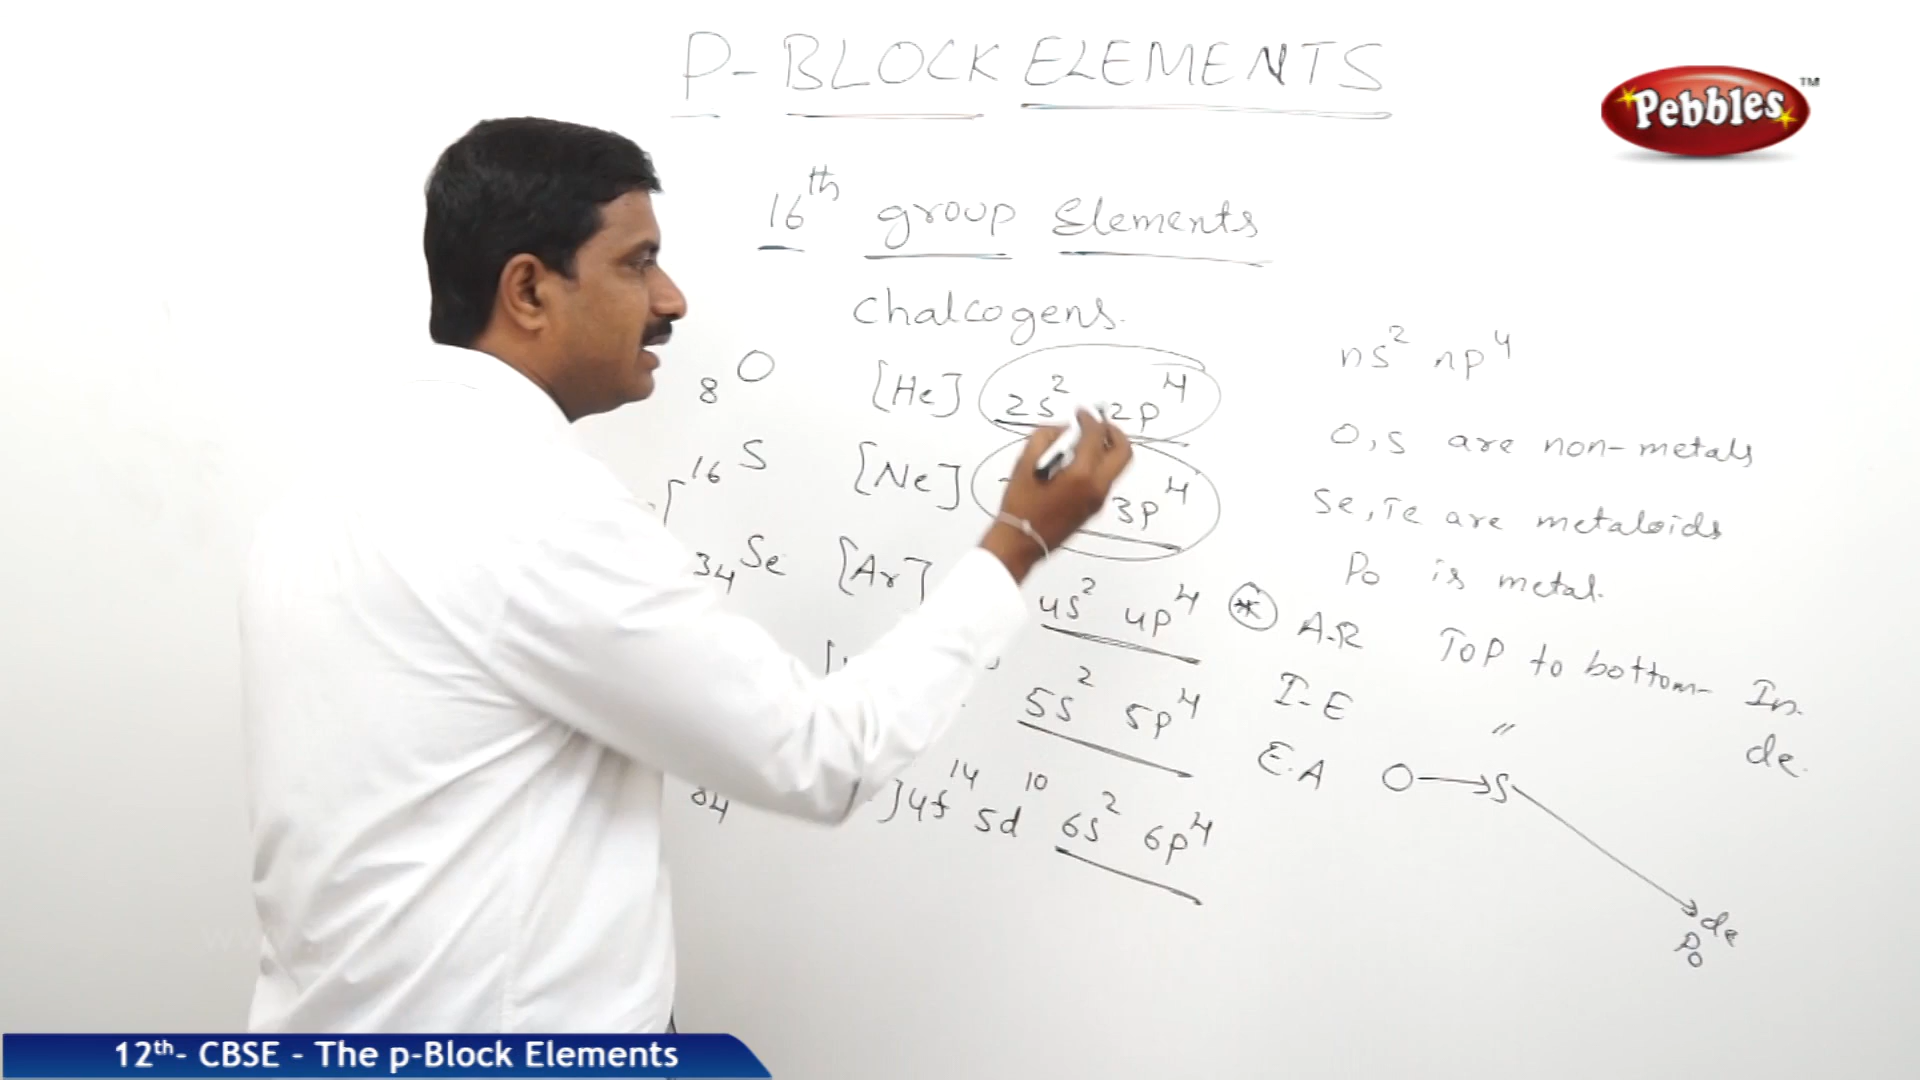 P-BLOCK ELEMENTS
Pebbles™
16th group Elements
Chalcogens.
8 O [He] 2s² 2p⁴
ns² np⁴
16 S [Ne] 3p⁴
O, S are non-metals
34 Se [Ar] 4s² 4p⁴
Se, Te are metaloids
Po is metal.
5s² 5p⁴
84 ]4f¹⁴ 5d¹⁰ 6s² 6p⁴
* A.R TOP to bottom- In.
I-E " de.
E.A O → S → de
Po
12th- CBSE - The p-Block Elements